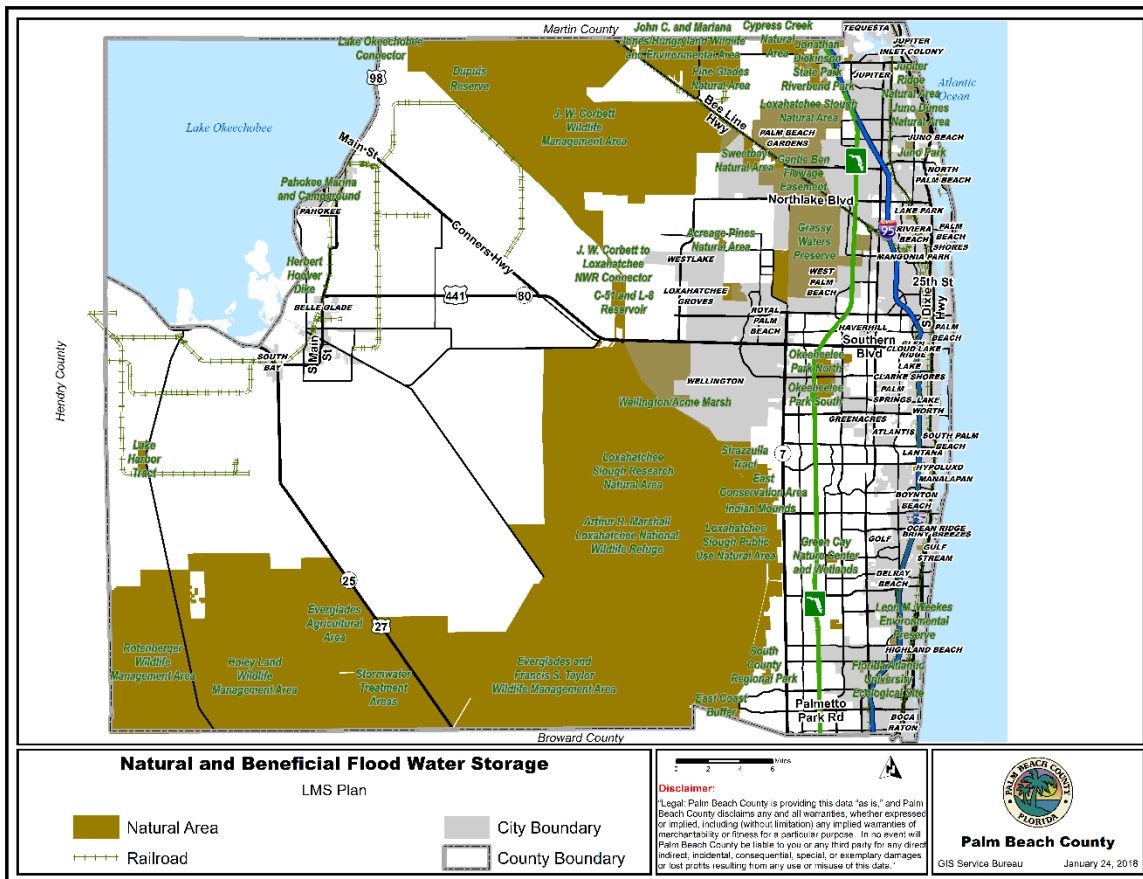 Martin County
John C. and Mariana
Jones/Hungryland Wildlife
and Environmental Area
Cypress Creek
Natural
Area
TEQUESTA
JUPITER
INLET COLONY
Lake Okeechobee
Connector
98
Dupuis
Reserve
Pine Glades
Natural Area
Jonathan
Dickinson
State Park
Riverbend Park
JUPITER
Jupiter
Ridge
Natural Area
Juno Dunes
Natural Area
Atlantic
Ocean
Lake Okeechobee
J. W. Corbett
Wildlife
Management Area
Bee Line
Hwy
Loxahatchee Slough
Natural Area
PALM BEACH
GARDENS
JUNO BEACH
Juno Park
Main St
Sweetbay
Natural Area
Gentle Ben
Flowage
Easement
NORTH
PALM BEACH
Pahokee Marina
and Campground
PAHOKEE
Northlake Blvd
LAKE PARK
Conners Hwy
95
RIVIERA
BEACH
PALM
BEACH
SHORES
Acreage Pines
Natural Area
Grassy
Waters
Preserve
MANGONIA PARK
J. W. Corbett to
Loxahatchee
NWR Connector
WESTLAKE
Herbert
Hoover
Dike
WEST
PALM
BEACH
25th St
441
80
C-51 and L-8
Reservoir
LOXAHATCHEE
GROVES
S Dixie
Hwy
BELLE GLADE
ROYAL
PALM
BEACH
HAVERHILL
Southern
Blvd
PALM
BEACH
GLEN
RIDGE
CLOUD LAKE
S Main
St
SOUTH
BAY
Hendry County
Okeeheelee
Park North
LAKE
CLARKE SHORES
WELLINGTON
Okeeheelee
Park South
PALM
SPRINGS
LAKE
WORTH
Wellington/Acme Marsh
GREENACRES
ATLANTIS
SOUTH PALM
BEACH
Lake
Harbor
Tract
Strazzulla
Tract
7
LANTANA
HYPOLUXO
MANALAPAN
Loxahatchee
Slough Research
Natural Area
East
Conservation Area
Indian Mounds
BOYNTON
BEACH
Arthur R. Marshall
Loxahatchee National
Wildlife Refuge
Loxahatchee
Slough Public
Use Natural Area
OCEAN RIDGE
BRINY BREEZES
GOLF
GULF
STREAM
Green Cay
Nature Center
and Wetlands
DELRAY
BEACH
25
27
Everglades
Agricultural
Area
Leon M. Weekes
Environmental
Preserve
Rotenberger
Wildlife
Management Area
Holey Land
Wildlife
Management Area
Stormwater
Treatment
Areas
Everglades and
Francis S. Taylor
Wildlife Management Area
South
County
Regional Park
HIGHLAND BEACH
Florida Atlantic
University
Ecological Site
East Coast
Buffer
Palmetto
Park Rd
BOCA
RATON
Broward County
Natural and Beneficial Flood Water Storage
LMS Plan
Natural Area
Railroad
City Boundary
County Boundary
Miles
0 2 4 6
Disclaimer:
"Legal: Palm Beach County is providing this data "as is," and Palm
Beach County disclaims any and all warranties, whether expressed
or implied, including (without limitation) any implied warranties of
merchantability or fitness for a particular purpose. In no event will
Palm Beach County be liable to you or any third party for any direct
indirect, incidental, consequential, special, or exemplary damages
or lost profits resulting from any use or misuse of this data."
PALM BEACH COUNTY
FLORIDA
Palm Beach County
GIS Service Bureau January 24, 2018